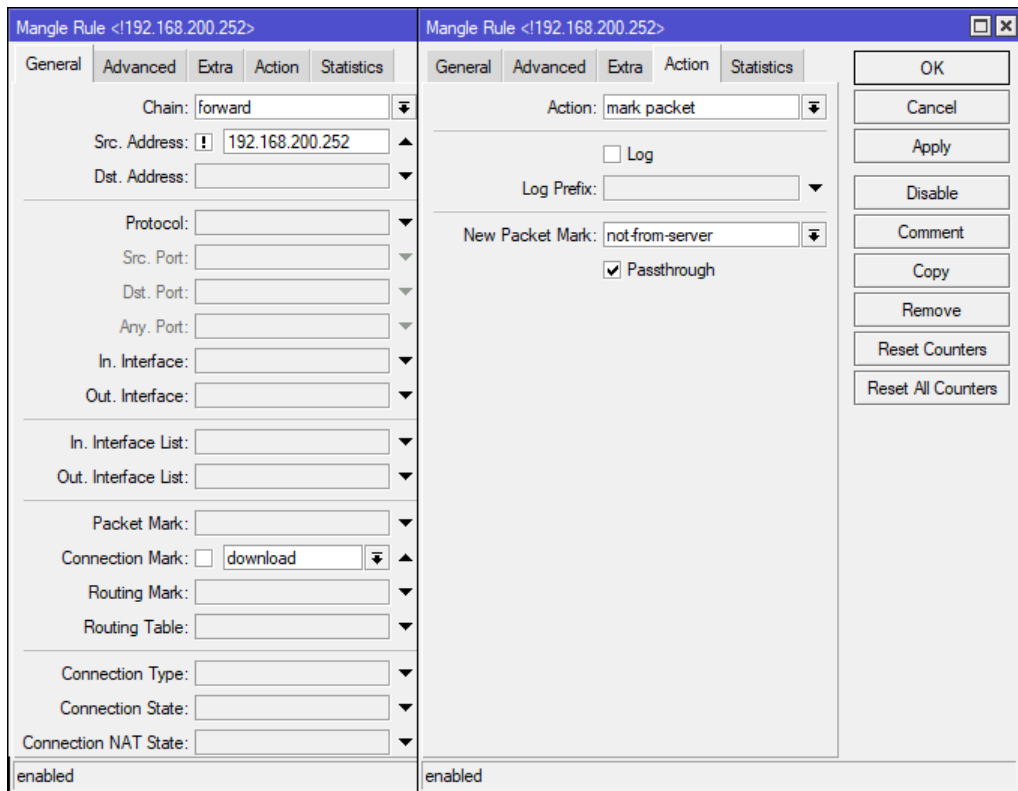 Mangle Rule <!192.168.200.252>
General Advanced Extra Action Statistics
Chain: forward
Src. Address: ! 192.168.200.252
Dst. Address:
Protocol:
Src. Port:
Dst. Port:
Any. Port:
In. Interface:
Out. Interface:
In. Interface List:
Out. Interface List:
Packet Mark:
Connection Mark: download
Routing Mark:
Routing Table:
Connection Type:
Connection State:
Connection NAT State:
enabled
Mangle Rule <!192.168.200.252>
General Advanced Extra Action Statistics
Action: mark packet
Log
Log Prefix:
New Packet Mark: not-from-server
Passthrough
enabled
OK
Cancel
Apply
Disable
Comment
Copy
Remove
Reset Counters
Reset All Counters